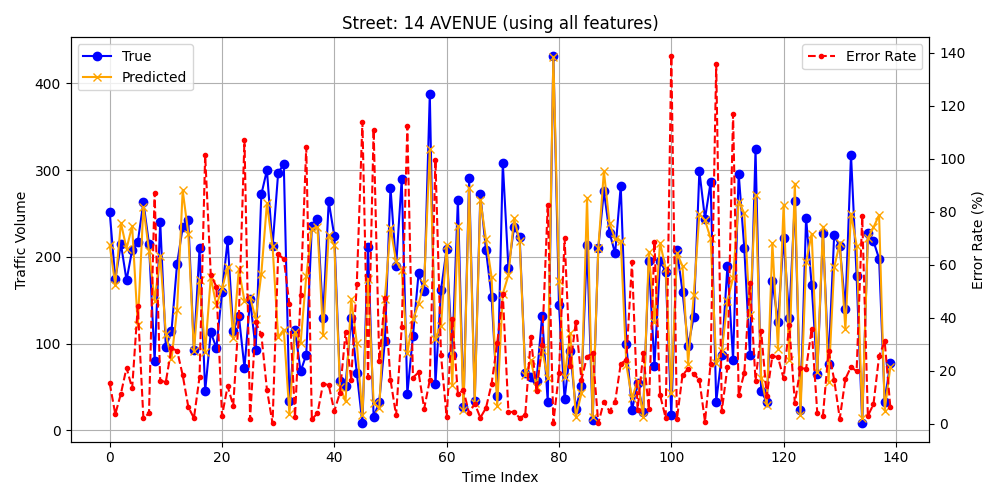 Street: 14 AVENUE (using all features)
True
Predicted
Error Rate
Traffic Volume
400
300
200
100
0
140
120
100
80
60
40
20
0
Error Rate (%)
0 20 40 60 80 100 120 140
Time Index